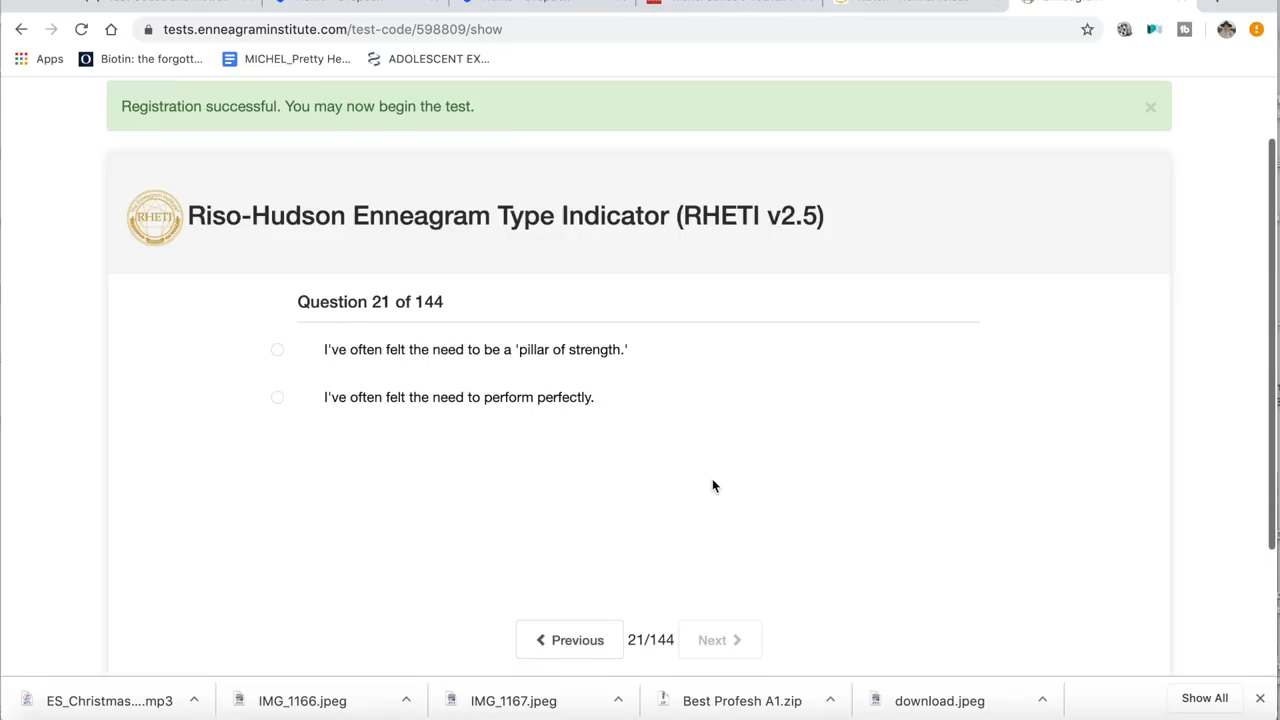 tests.enneagraminstitute.com/test-code/598809/show
Apps
Biotin: the forgott...
MICHEL_Pretty He...
ADOLESCENT EX...
Registration successful. You may now begin the test.
RHETI
Riso-Hudson Enneagram Type Indicator (RHETI v2.5)
Question 21 of 144
I've often felt the need to be a 'pillar of strength.'
I've often felt the need to perform perfectly.
Previous 21/144 Next
ES_Christmas....mp3 IMG_1166.jpeg IMG_1167.jpeg Best Profesh A1.zip download.jpeg Show All